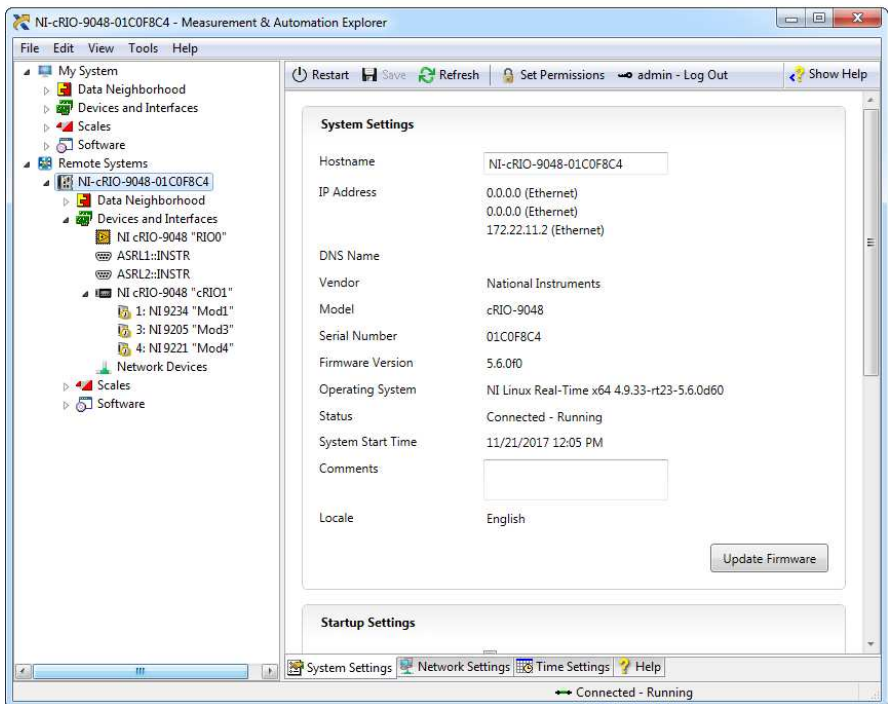 NI-cRIO-9048-01C0F8C4 - Measurement & Automation Explorer
File Edit View Tools Help
My System
Data Neighborhood
Devices and Interfaces
Scales
Software
Remote Systems
NI-cRIO-9048-01C0F8C4
Data Neighborhood
Devices and Interfaces
NI cRIO-9048 "RIO0"
ASRL1::INSTR
ASRL2::INSTR
NI cRIO-9048 "cRIO1"
1: NI 9234 "Mod1"
3: NI 9205 "Mod3"
4: NI 9221 "Mod4"
Network Devices
Scales
Software
Restart Save Refresh Set Permissions admin - Log Out Show Help
System Settings
Hostname NI-cRIO-9048-01C0F8C4
IP Address 0.0.0.0 (Ethernet)
0.0.0.0 (Ethernet)
172.22.11.2 (Ethernet)
DNS Name
Vendor National Instruments
Model cRIO-9048
Serial Number 01C0F8C4
Firmware Version 5.6.0f0
Operating System NI Linux Real-Time x64 4.9.33-rt23-5.6.0d60
Status Connected - Running
System Start Time 11/21/2017 12:05 PM
Comments
Locale English
Update Firmware
Startup Settings
System Settings Network Settings Time Settings Help
Connected - Running